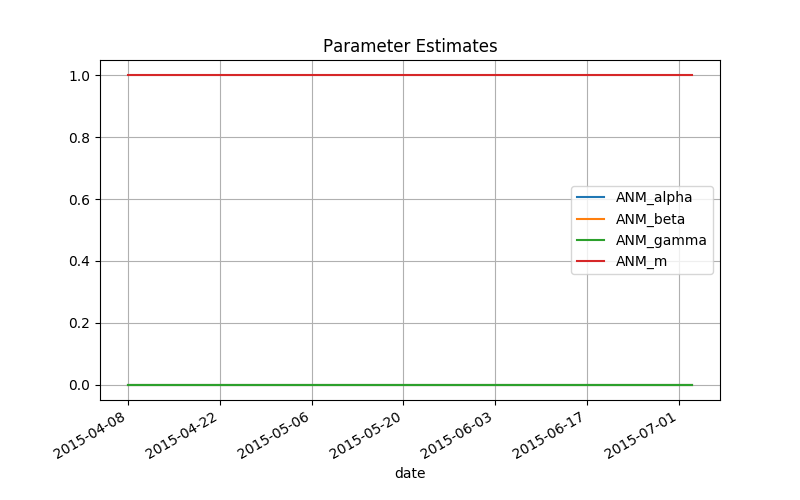 Parameter Estimates
1.0
0.8
0.6
0.4
0.2
0.0
ANM_alpha
ANM_beta
ANM_gamma
ANM_m
2015-04-08
2015-04-22
2015-05-06
2015-05-20
2015-06-03
2015-06-17
2015-07-01
date